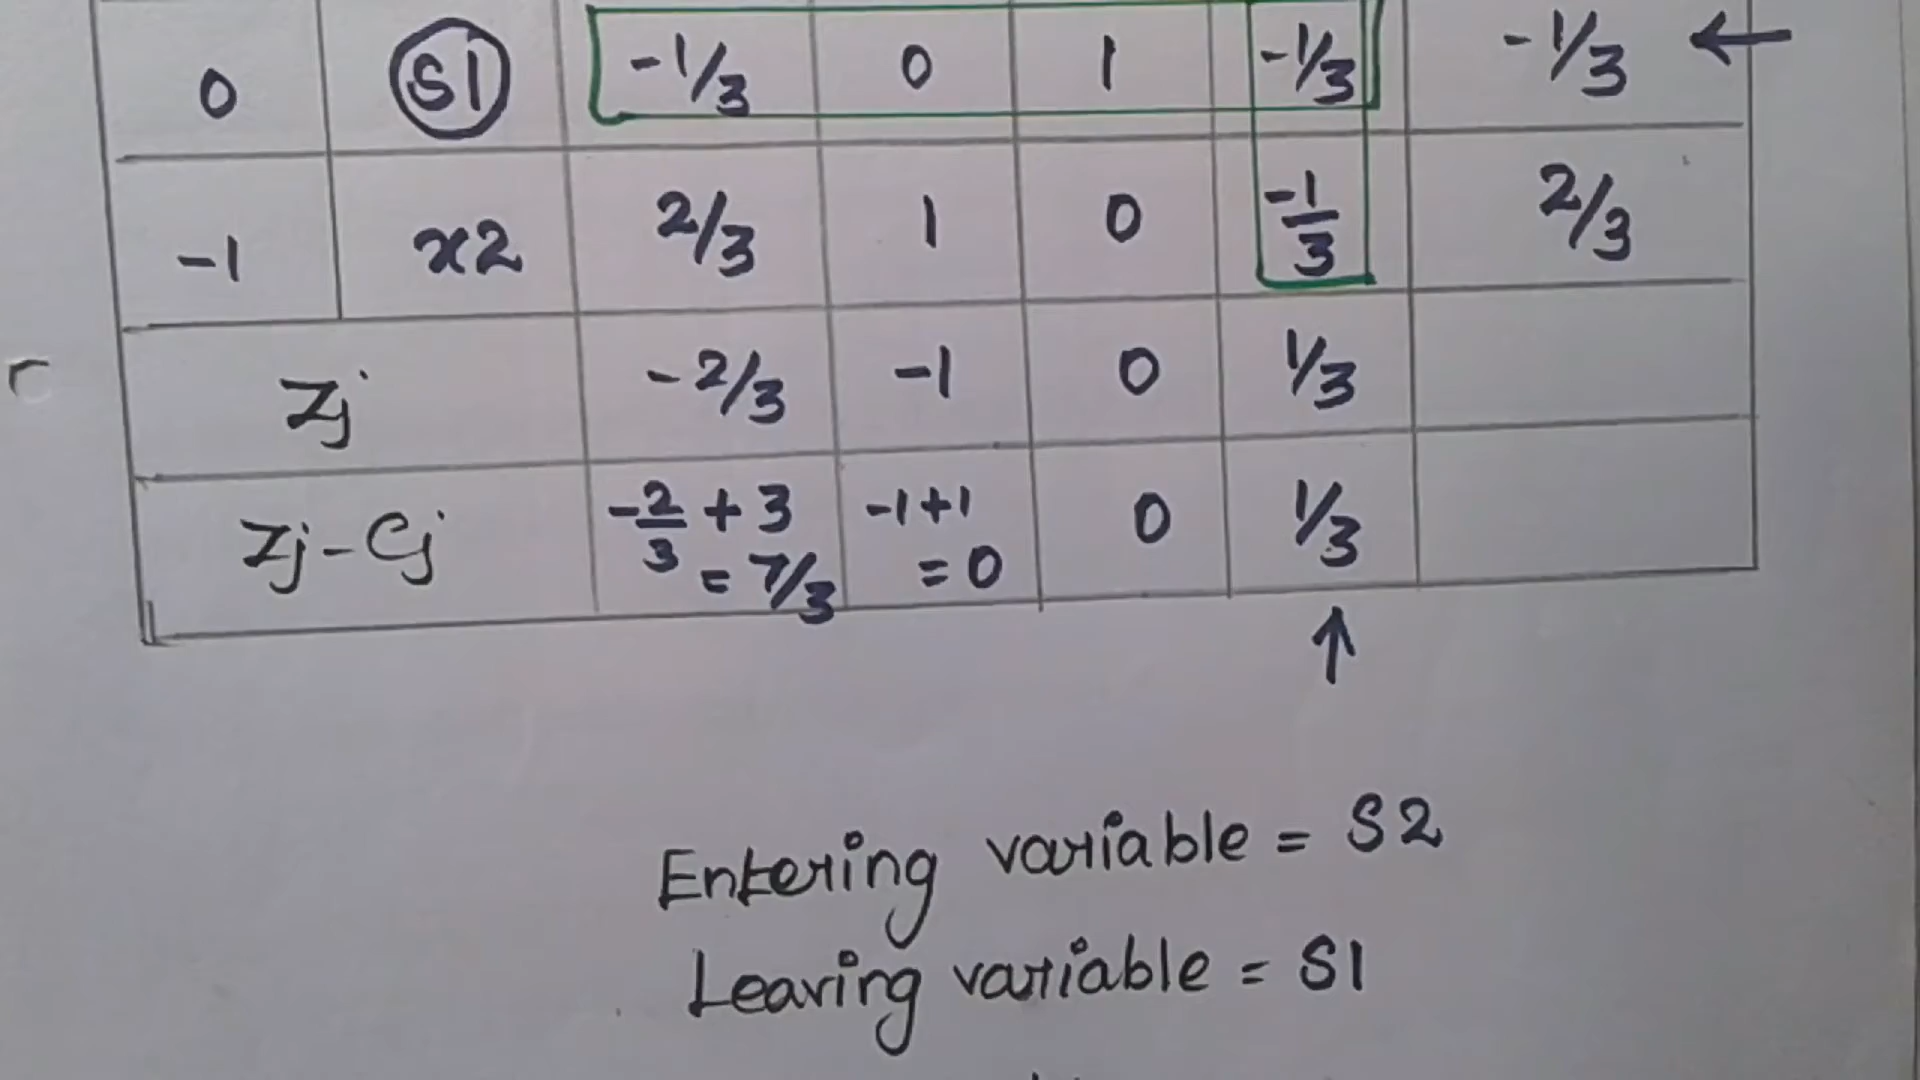 0 S1 -1/3 0 1 -1/3 -1/3 ←
-1 x2 2/3 1 0 -1/3 2/3
Zj -2/3 -1 0 1/3
Zj-Cj -2/3 + 3 = 7/3 -1+1 = 0 0 1/3
↑
Entering variable = S2
Leaving variable = S1